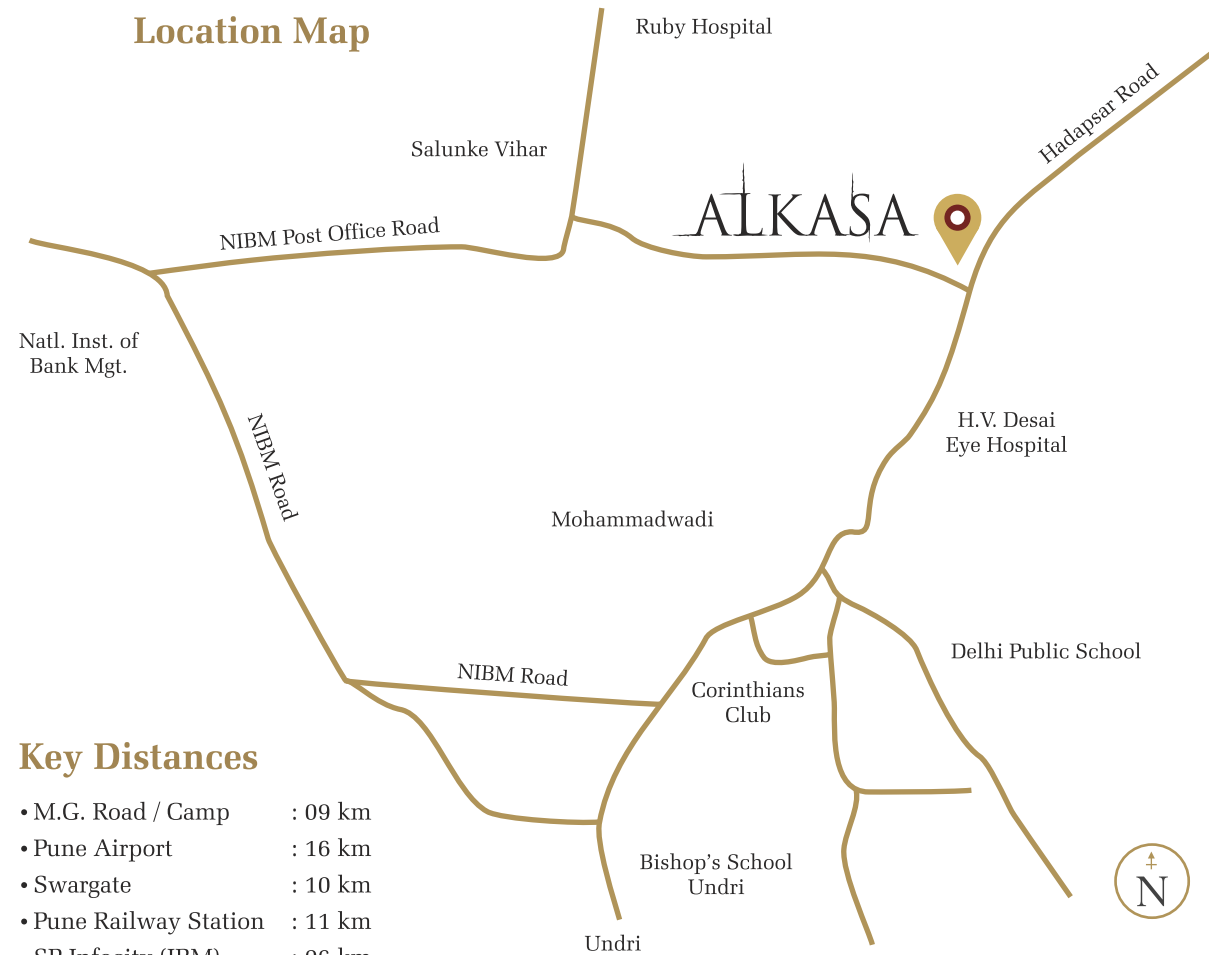 Location Map
Ruby Hospital
Hadapsar Road
Salunke Vihar
ALKASA
NIBM Post Office Road
Natl. Inst. of
Bank Mgt.
H.V. Desai
Eye Hospital
NIBM Road
Mohammadwadi
Delhi Public School
NIBM Road
Corinthians
Club
Key Distances
• M.G. Road / Camp : 09 km
• Pune Airport : 16 km
• Swargate : 10 km
• Pune Railway Station : 11 km
Bishop’s School
Undri
N
Undri